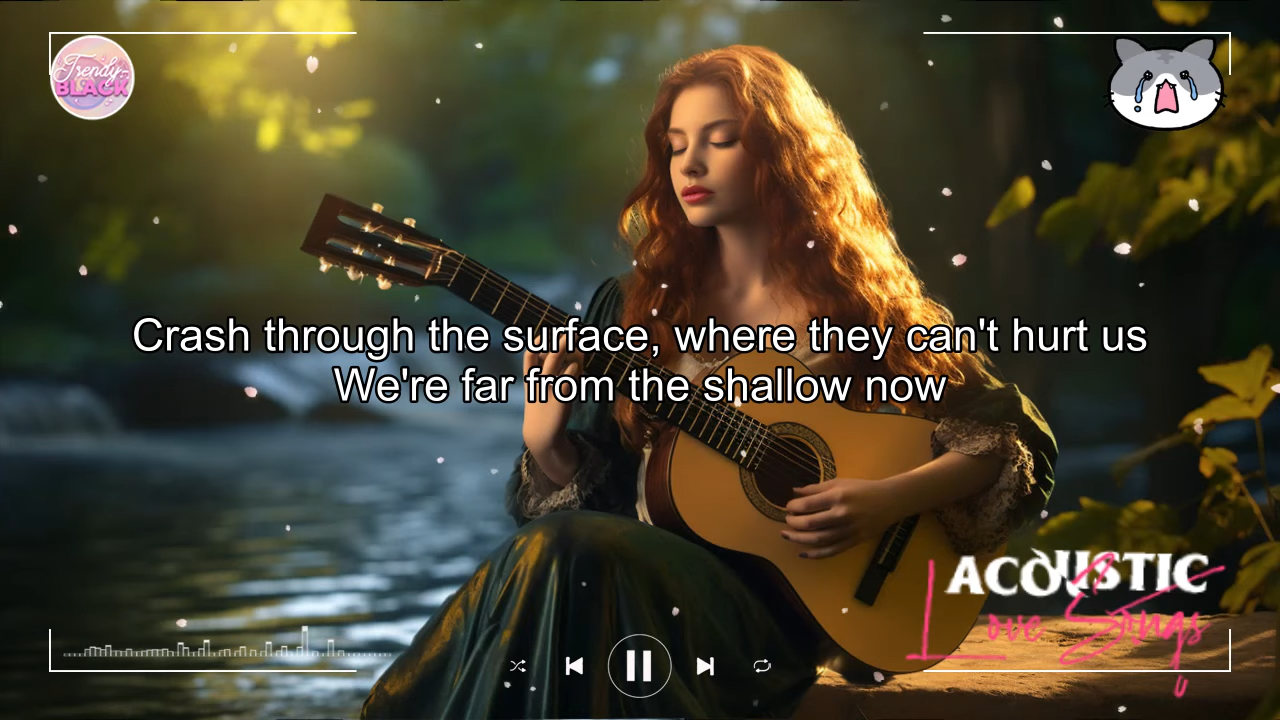 Trendy
BLACK
Crash through the surface, where they can't hurt us
We're far from the shallow now
ACOUSTIC
Love Songs